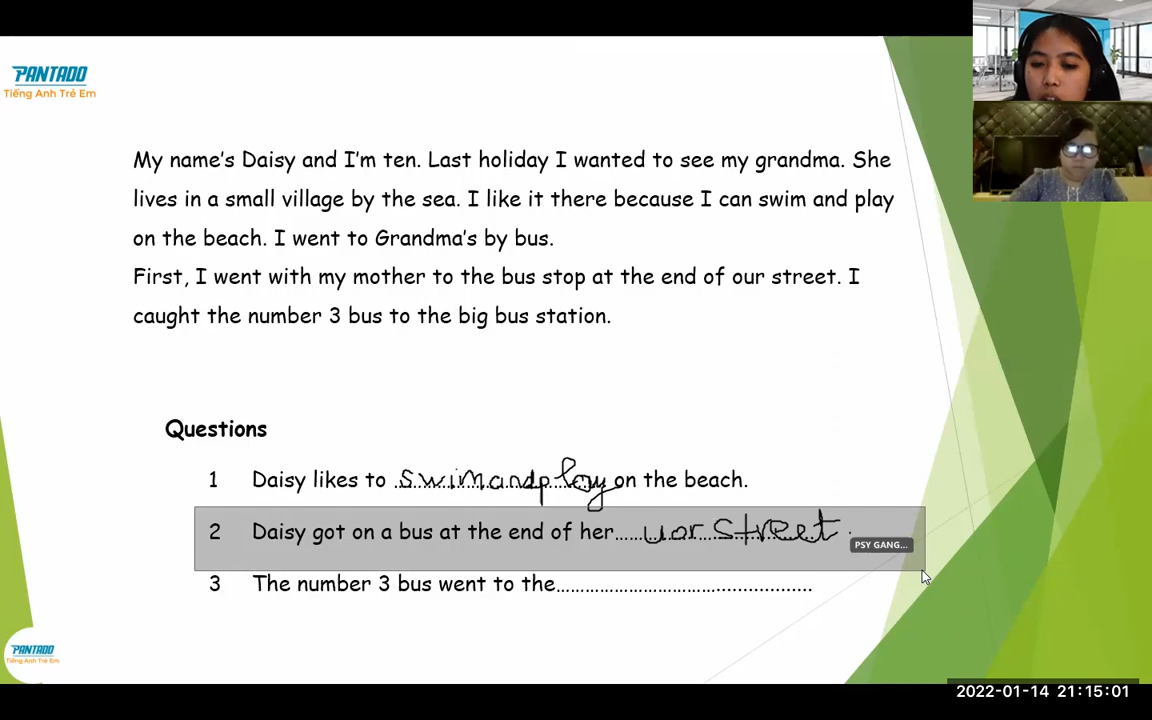 PANTADO
Tiếng Anh Trẻ Em
My name's Daisy and I'm ten. Last holiday I wanted to see my grandma. She
lives in a small village by the sea. I like it there because I can swim and play
on the beach. I went to Grandma's by bus.
First, I went with my mother to the bus stop at the end of our street. I
caught the number 3 bus to the big bus station.
Questions
1 Daisy likes to swim and play on the beach.
2 Daisy got on a bus at the end of her......uor street.
PSY GANG...
3 The number 3 bus went to the................................................
PANTADO
Tiếng Anh Trẻ Em
2022-01-14 21:15:01